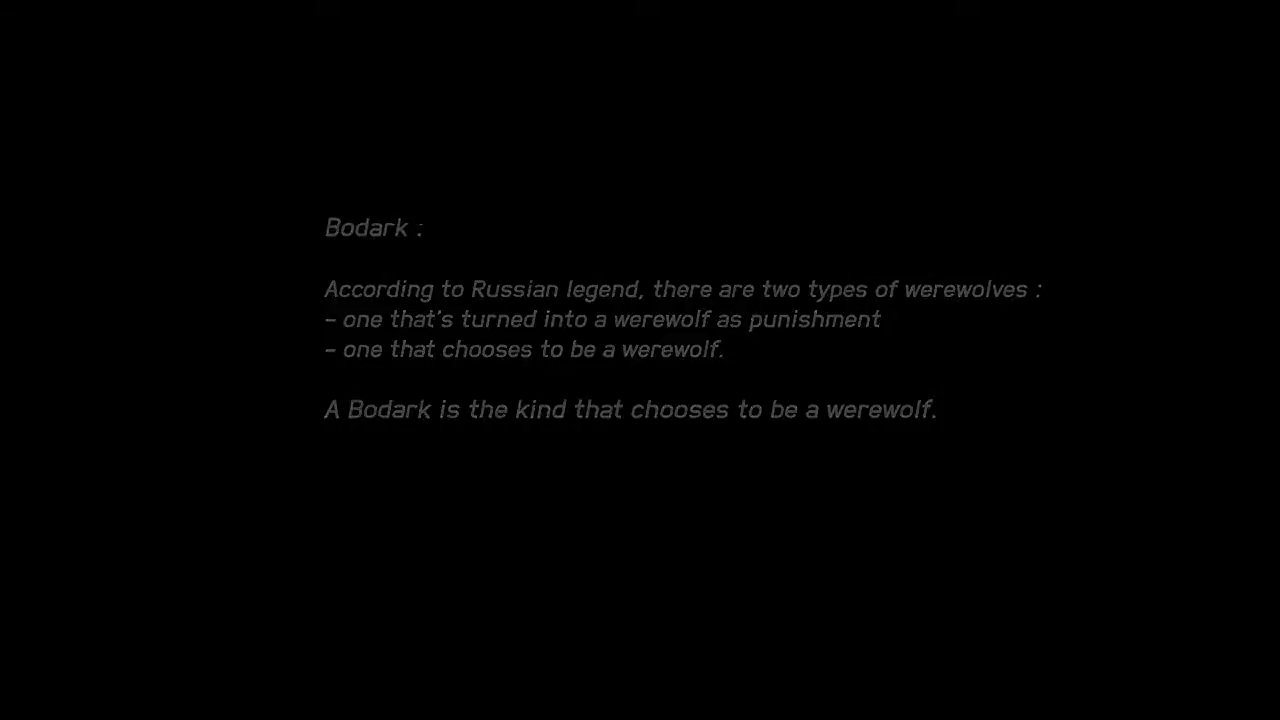 Bodark :
According to Russian legend, there are two types of werewolves :
- one that's turned into a werewolf as punishment
- one that chooses to be a werewolf.
A Bodark is the kind that chooses to be a werewolf.